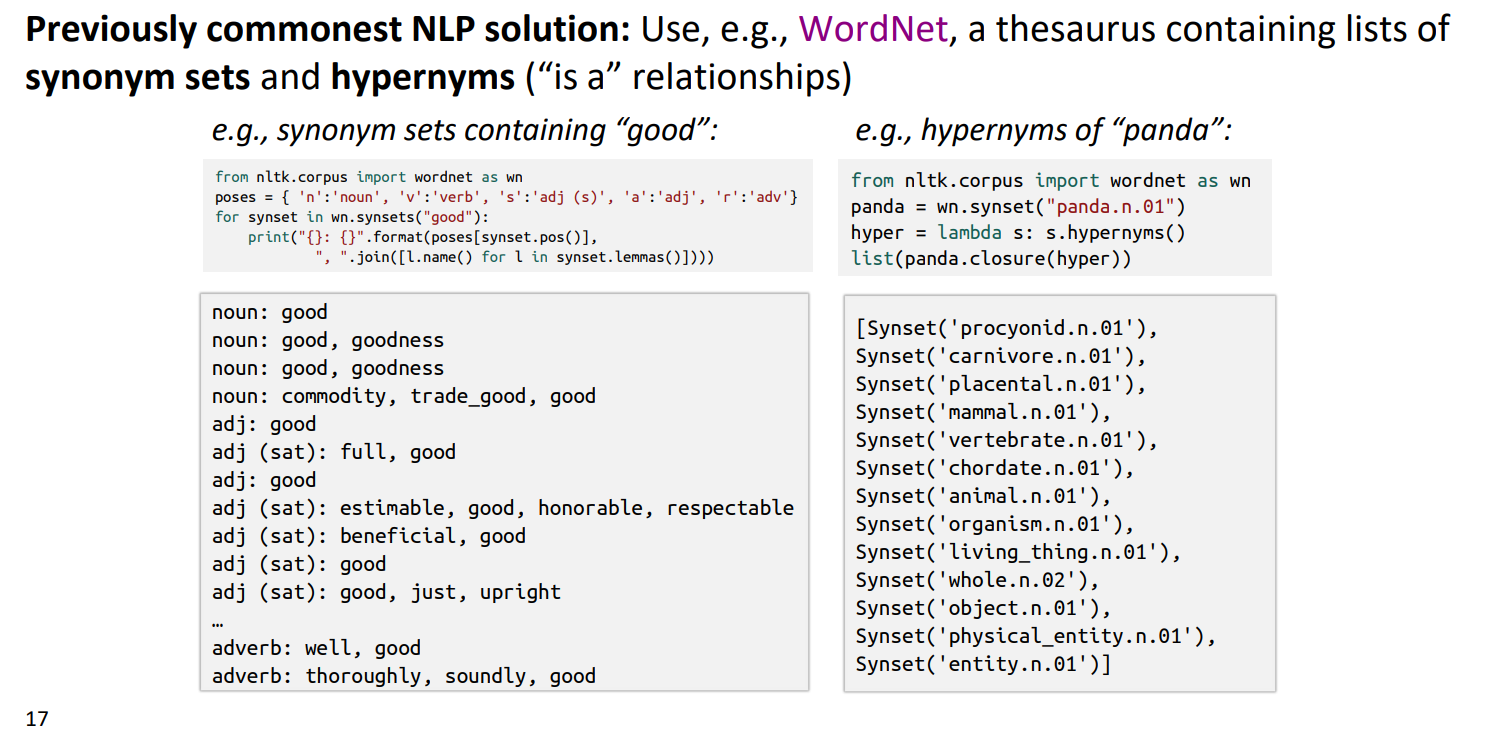 Previously commonest NLP solution: Use, e.g., WordNet, a thesaurus containing lists of
synonym sets and hypernyms (“is a” relationships)
e.g., synonym sets containing “good”:
from nltk.corpus import wordnet as wn
poses = { 'n':'noun', 'v':'verb', 's':'adj (s)', 'a':'adj', 'r':'adv'}
for synset in wn.synsets("good"):
    print("{}: {}".format(poses[synset.pos()],
            ", ".join([l.name() for l in synset.lemmas()])))
noun: good
noun: good, goodness
noun: good, goodness
noun: commodity, trade_good, good
adj: good
adj (sat): full, good
adj: good
adj (sat): estimable, good, honorable, respectable
adj (sat): beneficial, good
adj (sat): good
adj (sat): good, just, upright
…
adverb: well, good
adverb: thoroughly, soundly, good
e.g., hypernyms of “panda”:
from nltk.corpus import wordnet as wn
panda = wn.synset("panda.n.01")
hyper = lambda s: s.hypernyms()
list(panda.closure(hyper))
[Synset('procyonid.n.01'),
Synset('carnivore.n.01'),
Synset('placental.n.01'),
Synset('mammal.n.01'),
Synset('vertebrate.n.01'),
Synset('chordate.n.01'),
Synset('animal.n.01'),
Synset('organism.n.01'),
Synset('living_thing.n.01'),
Synset('whole.n.02'),
Synset('object.n.01'),
Synset('physical_entity.n.01'),
Synset('entity.n.01')]
17